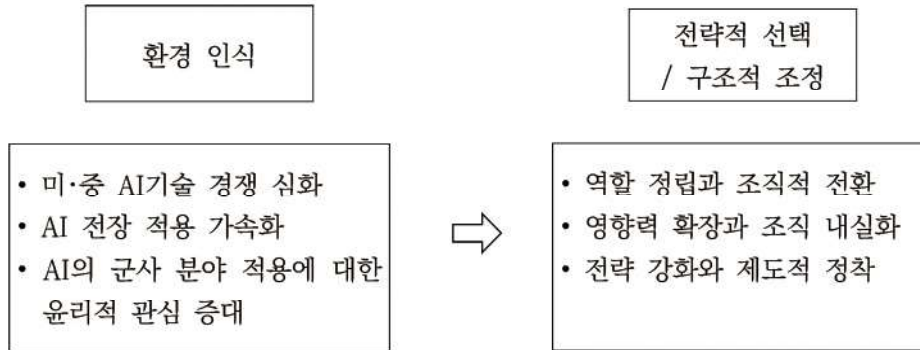 환경 인식
전략적 선택
/ 구조적 조정
• 미·중 AI기술 경쟁 심화
• AI 전장 적용 가속화
• AI의 군사 분야 적용에 대한
윤리적 관심 증대
• 역할 정립과 조직적 전환
• 영향력 확장과 조직 내실화
• 전략 강화와 제도적 정착